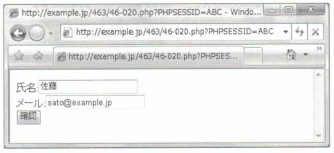 http://example.jp/463/46-020.php?PHPSESSID=ABC - Windo...
http://example.jp/463/46-020.php?PHPSESSID=ABC
http://example.jp/463/46-020.php?PHPSES...
氏名 佐藤
メール: sato@example.jp
確認